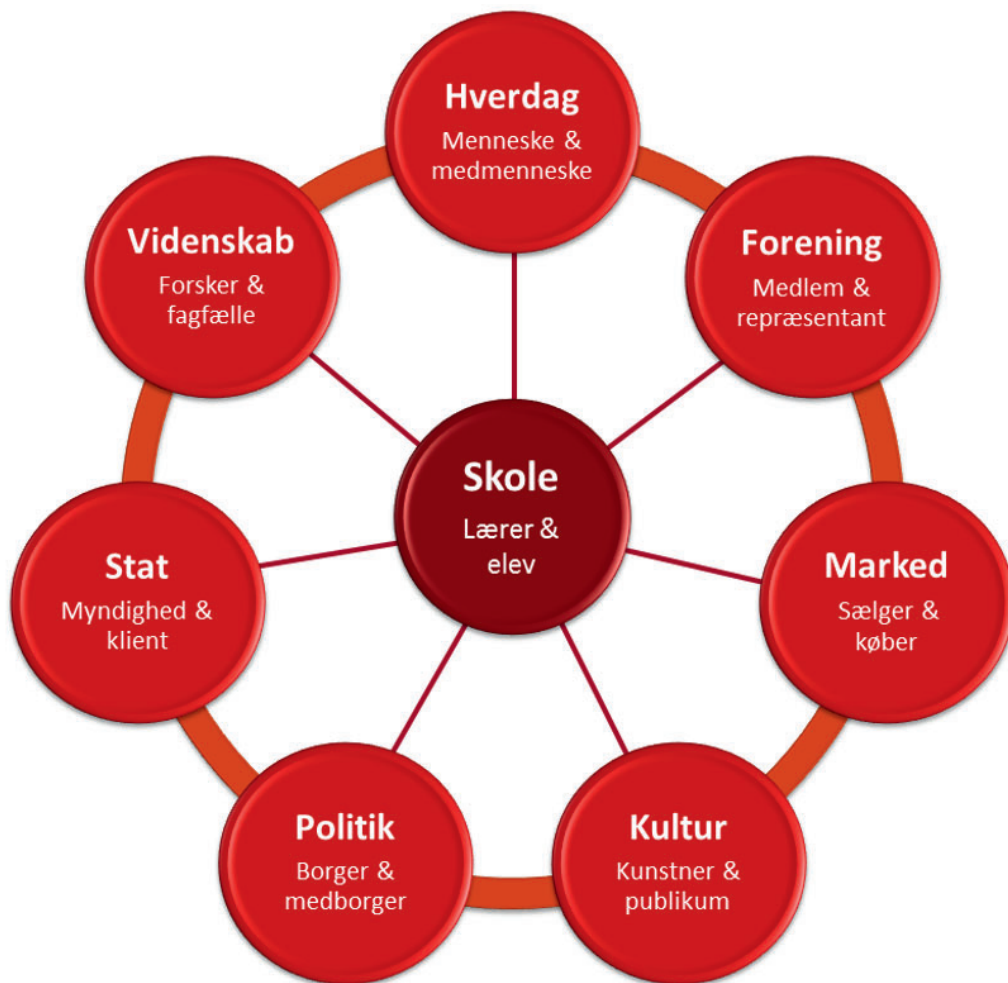 Hverdag
Menneske &
medmenneske
Videnskab
Forsker &
fagfælle
Forening
Medlem &
repræsentant
Skole
Lærer &
elev
Stat
Myndighed &
klient
Marked
Sælger &
køber
Politik
Borger &
medborger
Kultur
Kunstner &
publikum